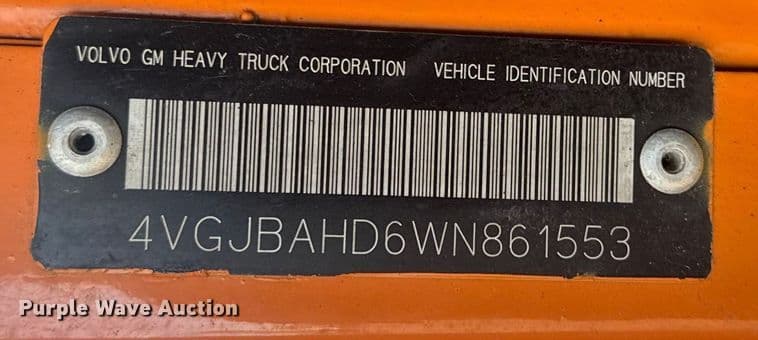 VOLVO GM HEAVY TRUCK CORPORATION VEHICLE IDENTIFICATION NUMBER
4VGJBAHD6WN861553
Purple Wave Auction